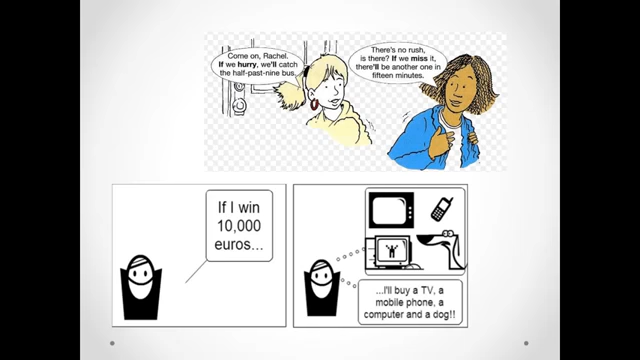 Come on, Rachel.
If we hurry, we'll catch
the half-past-nine bus.
There's no rush,
is there? If we miss it,
there'll be another one in
fifteen minutes.
If I win
10,000
euros...
...I'll buy a TV, a
mobile phone, a
computer and a dog!!